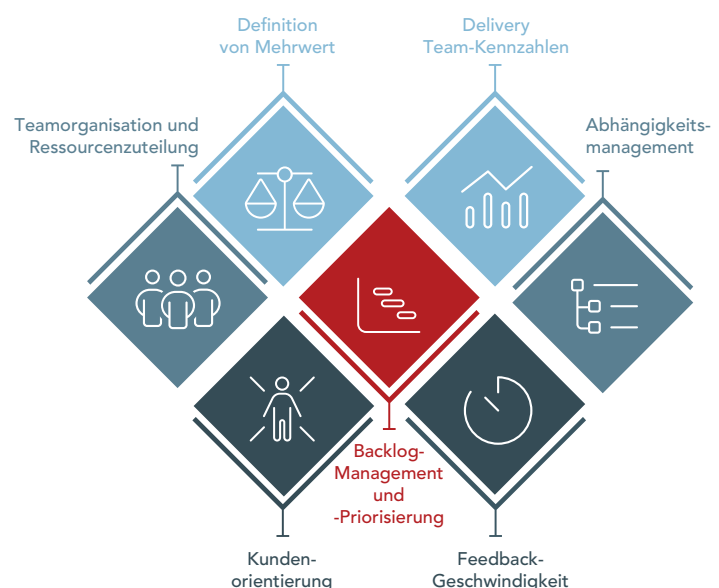 Definition
von Mehrwert
Delivery
Team-Kennzahlen
Teamorganisation und
Ressourcenzuteilung
Abhängigkeits-
management
Backlog-
Management
und
-Priorisierung
Kunden-
orientierung
Feedback-
Geschwindigkeit